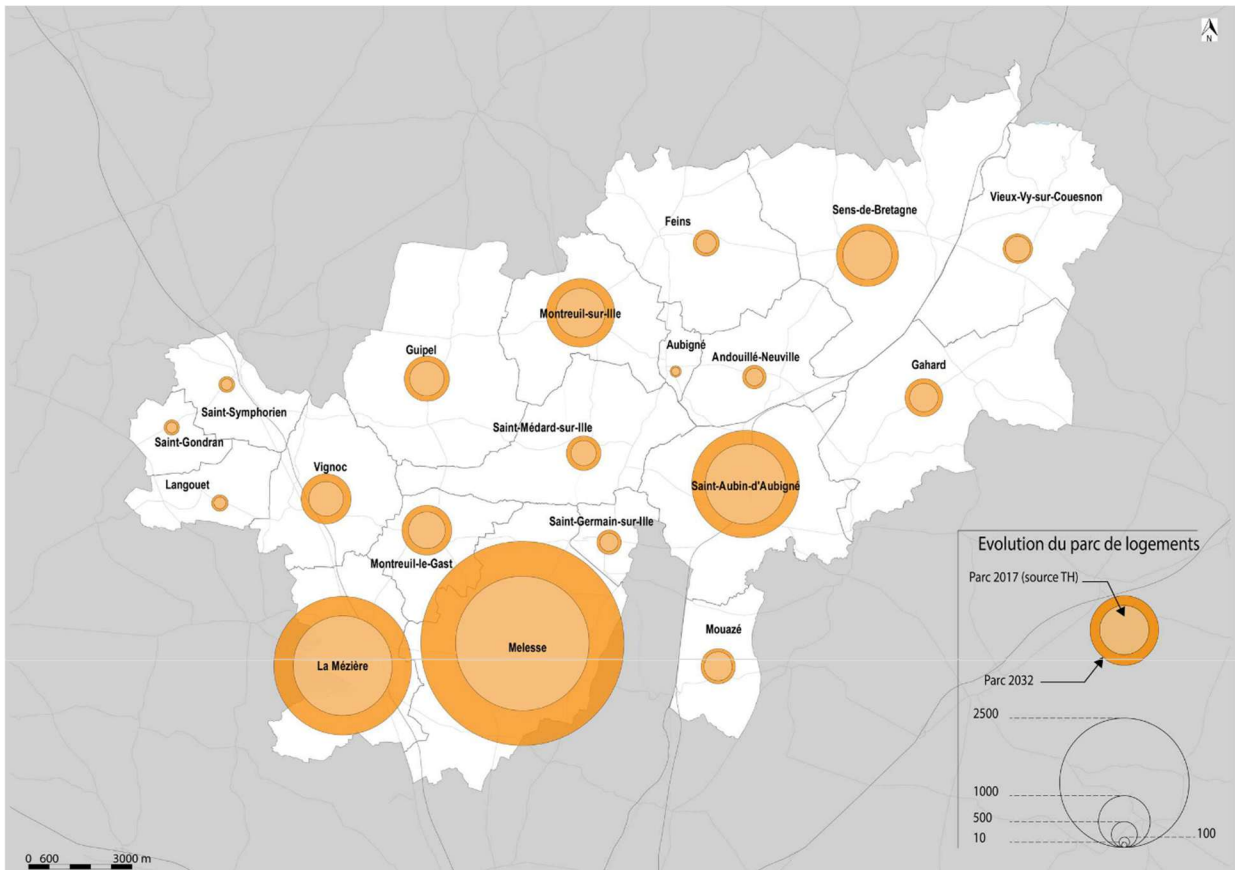 N
Vieux-Vy-sur-Couesnon
Sens-de-Bretagne
Feins
Montreuil-sur-Ille
Aubigné
Andouillé-Neuville
Guipel
Gahard
Saint-Symphorien
Saint-Gondran
Saint-Médard-sur-Ille
Vignoc
Langouet
Saint-Aubin-d'Aubigné
Saint-Germain-sur-Ille
Montreuil-le-Gast
Mouazé
Melesse
La Mézière
Evolution du parc de logements
Parc 2017 (source TH)
Parc 2032
2500
1000
500
100
10
0 600 3000 m